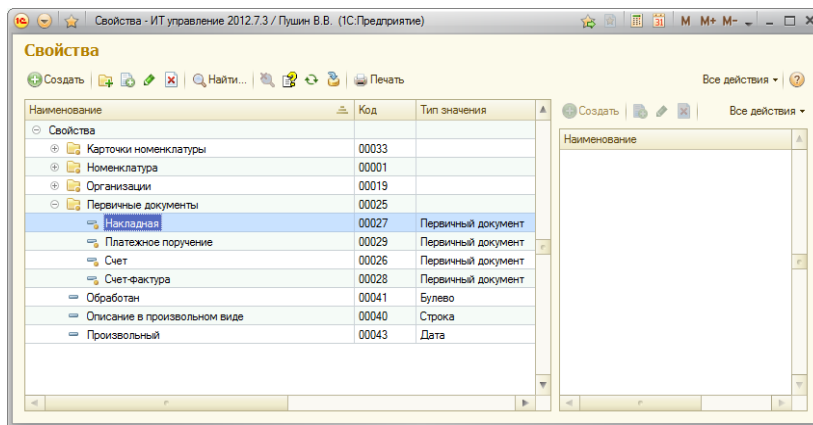 Свойства - ИТ управление 2012.7.3 / Пушин В.В. (1С:Предприятие) 31 M M+ M-
Свойства
Создать Найти... Печать Все действия
Наименование Код Тип значения
Свойства
Карточки номенклатуры 00033
Номенклатура 00001
Организации 00019
Первичные документы 00025
Накладная 00027 Первичный документ
Платежное поручение 00029 Первичный документ
Счет 00026 Первичный документ
Счет-фактура 00028 Первичный документ
Обработан 00041 Булево
Описание в произвольном виде 00040 Строка
Произвольный 00043 Дата
Создать Все действия
Наименование